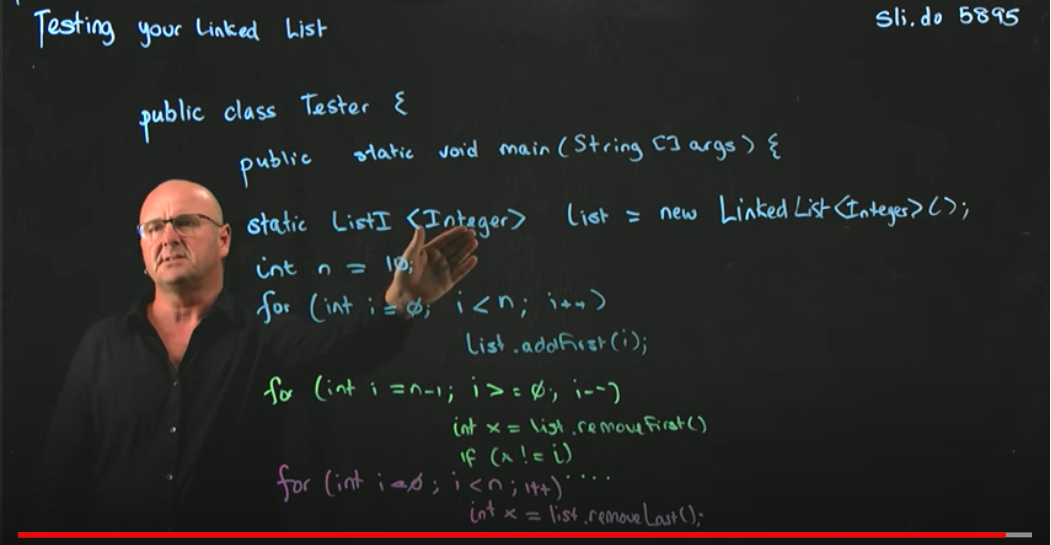 Testing your Linked List
sli.do 5895
public class Tester {
public static void main (String [] args) {
static ListI <Integer> list = new LinkedList<Integer>();
int n = 10;
for (int i = 0; i < n; i++)
list.addFirst(i);
for (int i = n-1; i >= 0; i--)
int x = list.removeFirst()
if (x != i)
....
for (int i=0; i < n; i++)
int x = list.removeLast();